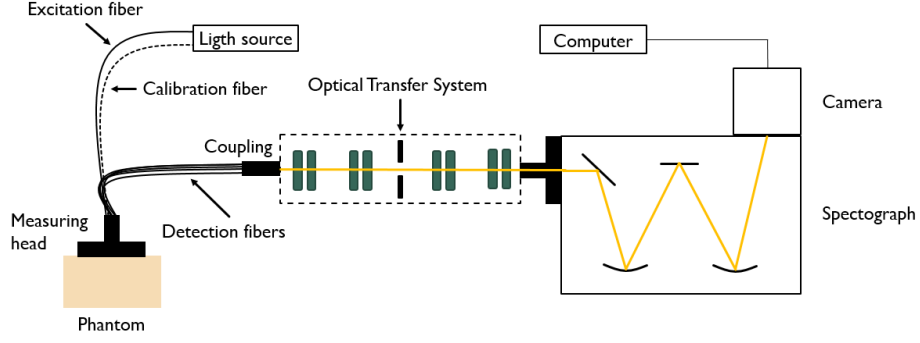 Excitation fiber
Ligth source
Computer
Calibration fiber
Optical Transfer System
Camera
Coupling
Measuring
head
Detection fibers
Spectograph
Phantom